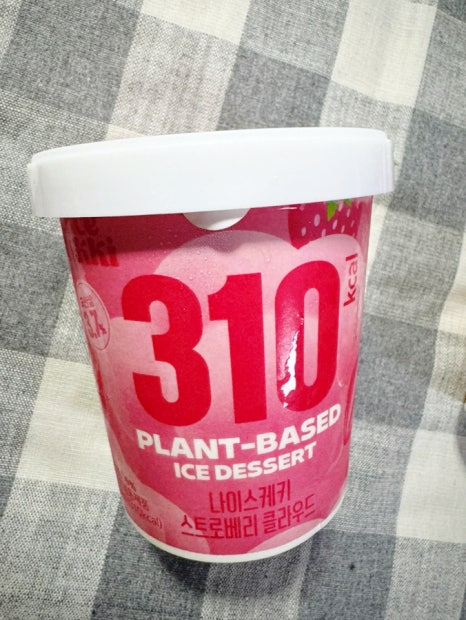 310
kcal
PLANT-BASED
ICE DESSERT
나이스케키
스트로베리 클라우드